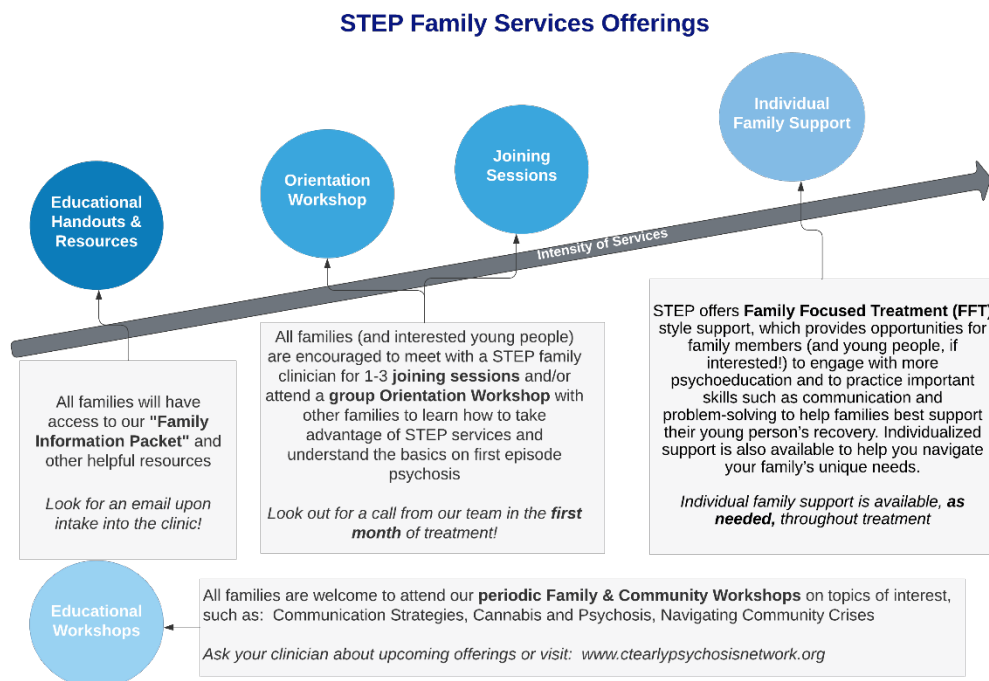 STEP Family Services Offerings
Educational
Handouts &
Resources
Orientation
Workshop
Joining
Sessions
Individual
Family Support
Intensity of Services
All families will have
access to our "Family
Information Packet" and
other helpful resources
Look for an email upon
intake into the clinic!
All families (and interested young people)
are encouraged to meet with a STEP family
clinician for 1-3 joining sessions and/or
attend a group Orientation Workshop with
other families to learn how to take
advantage of STEP services and
understand the basics on first episode
psychosis
Look out for a call from our team in the first
month of treatment!
STEP offers Family Focused Treatment (FFT)
style support, which provides opportunities for
family members (and young people, if
interested!) to engage with more
psychoeducation and to practice important
skills such as communication and
problem-solving to help families best support
their young person's recovery. Individualized
support is also available to help you navigate
your family's unique needs.
Individual family support is available, as
needed, throughout treatment
Educational
Workshops
All families are welcome to attend our periodic Family & Community Workshops on topics of interest,
such as:  Communication Strategies, Cannabis and Psychosis, Navigating Community Crises
Ask your clinician about upcoming offerings or visit:  www.ctearlypsychosisnetwork.org